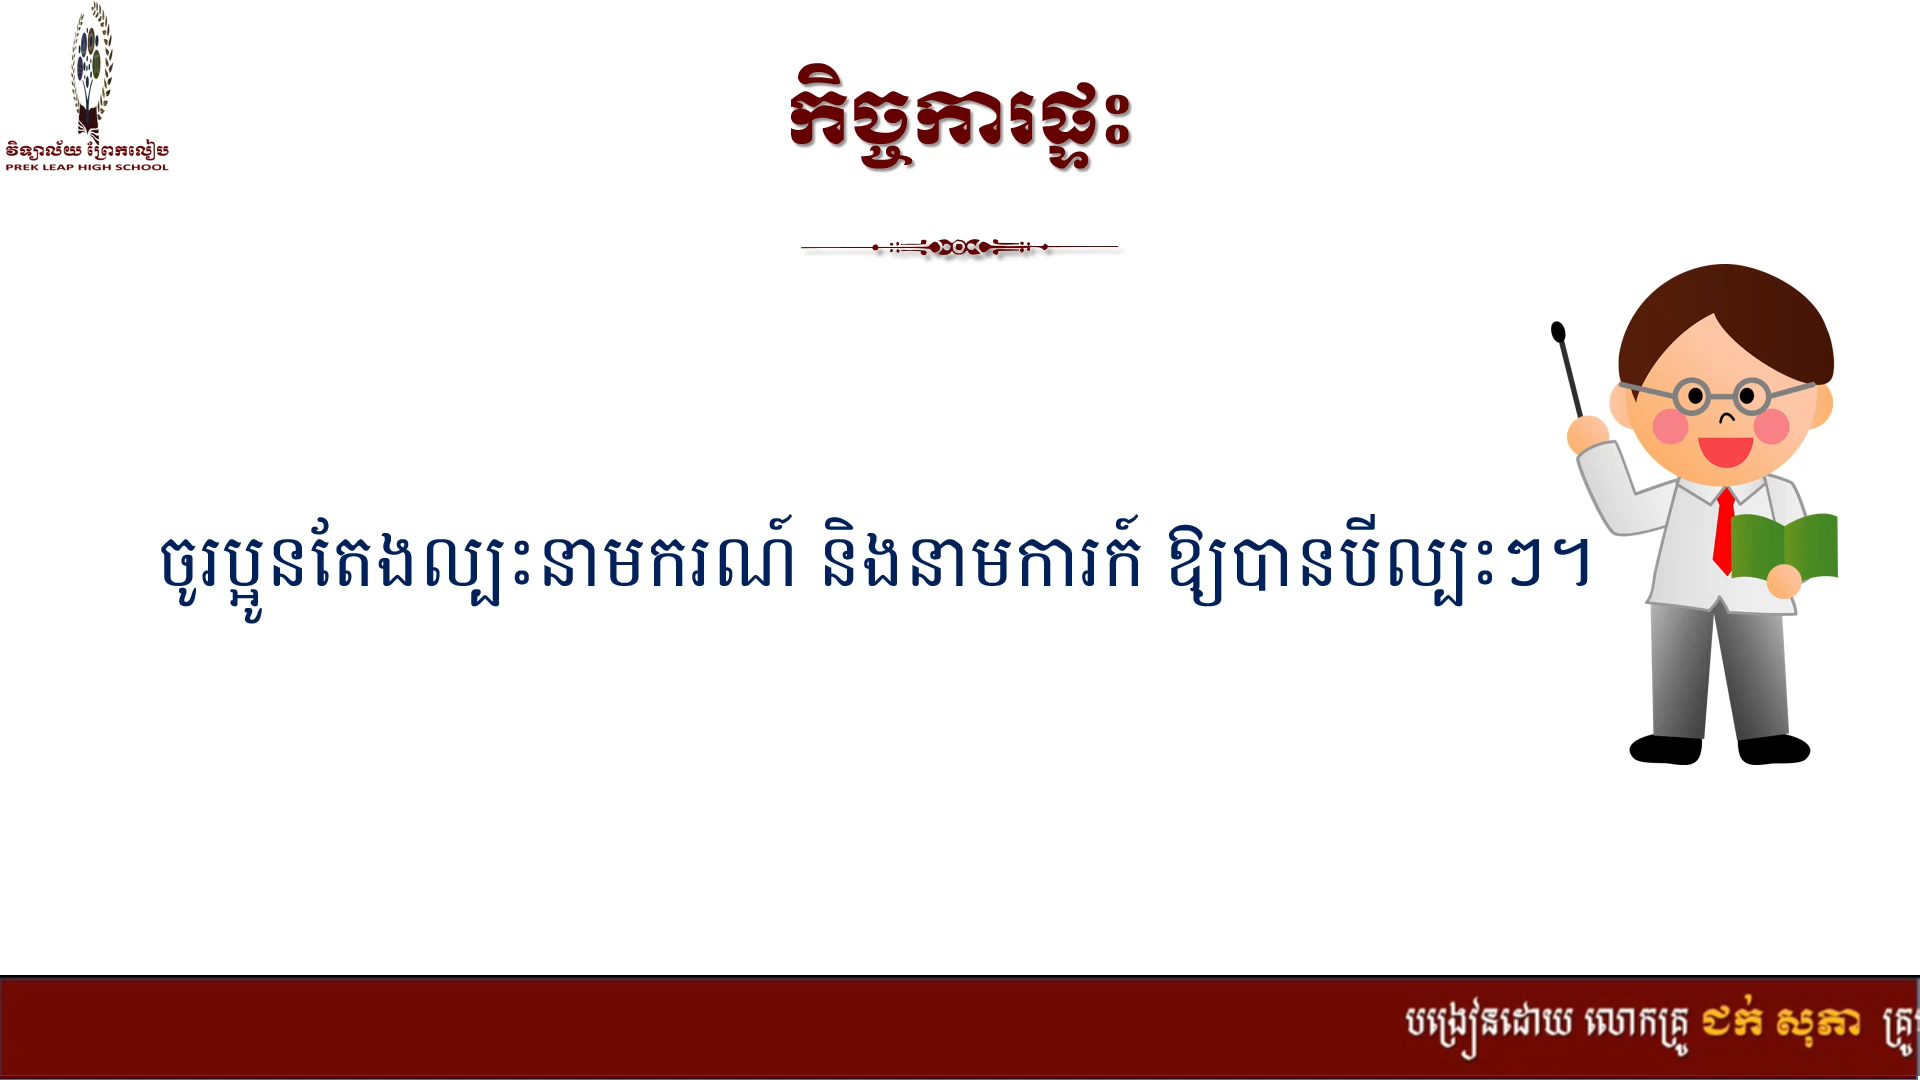 វិទ្យាល័យ ព្រែកលៀប
PREK LEAP HIGH SCHOOL
កិច្ចការផ្ទះ
ចូរប្អូនតែងល្បះនាមករណ៍ និងនាមការក៍ ឱ្យបានបីល្បះៗ។
បង្រៀនដោយ លោកគ្រូ ជក់ សុភា គ្រូ